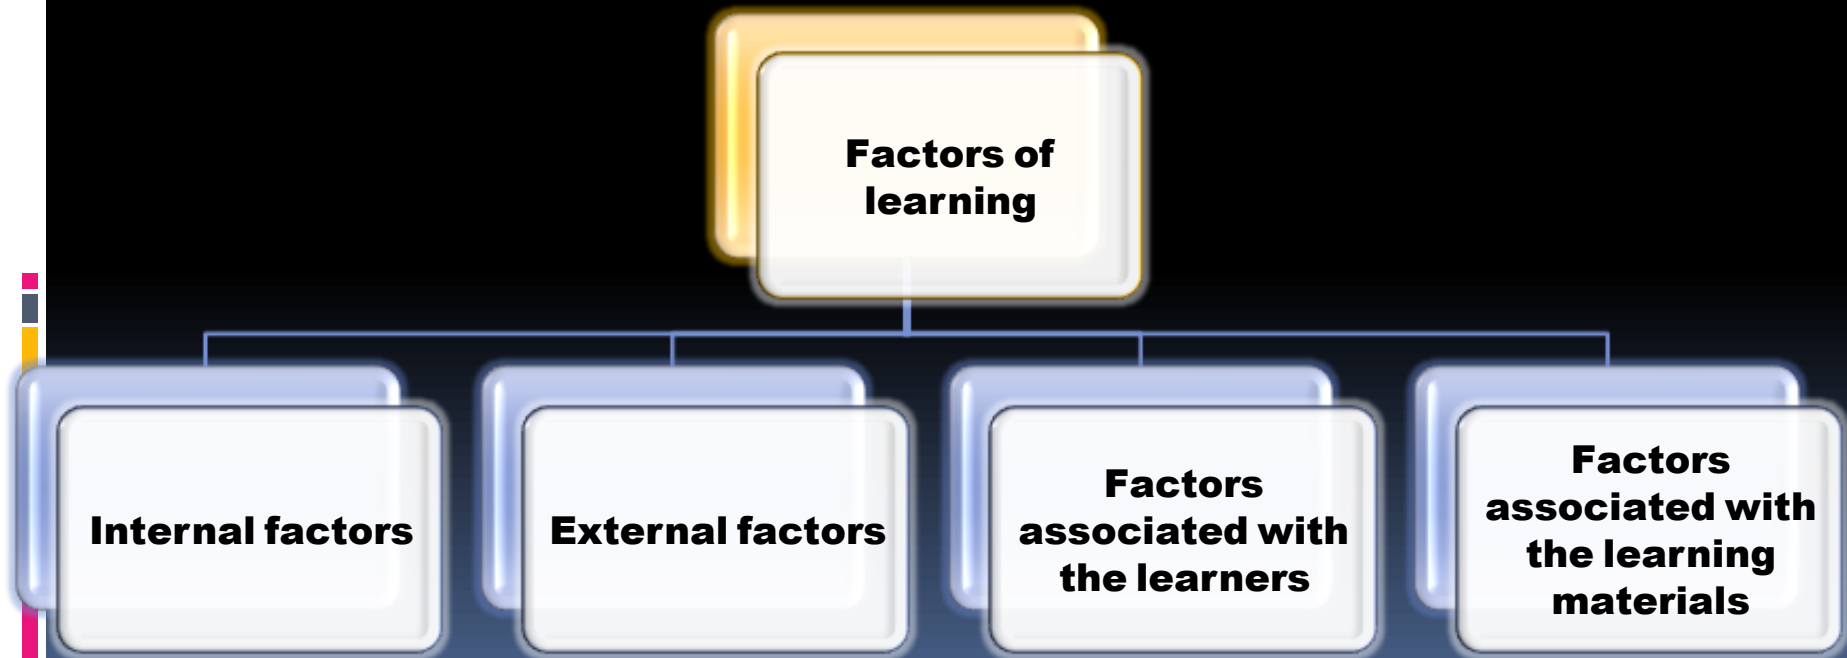 Factors of
learning
Internal factors
External factors
Factors
associated with
the learners
Factors
associated with
the learning
materials